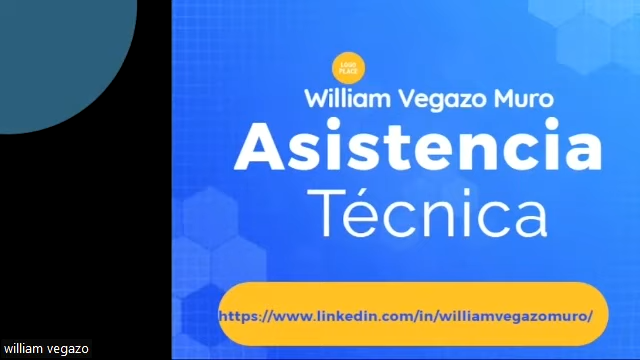 LOGO
PLACE
William Vegazo Muro
Asistencia
Técnica
https://www.linkedin.com/in/williamvegazomuro/
william vegazo